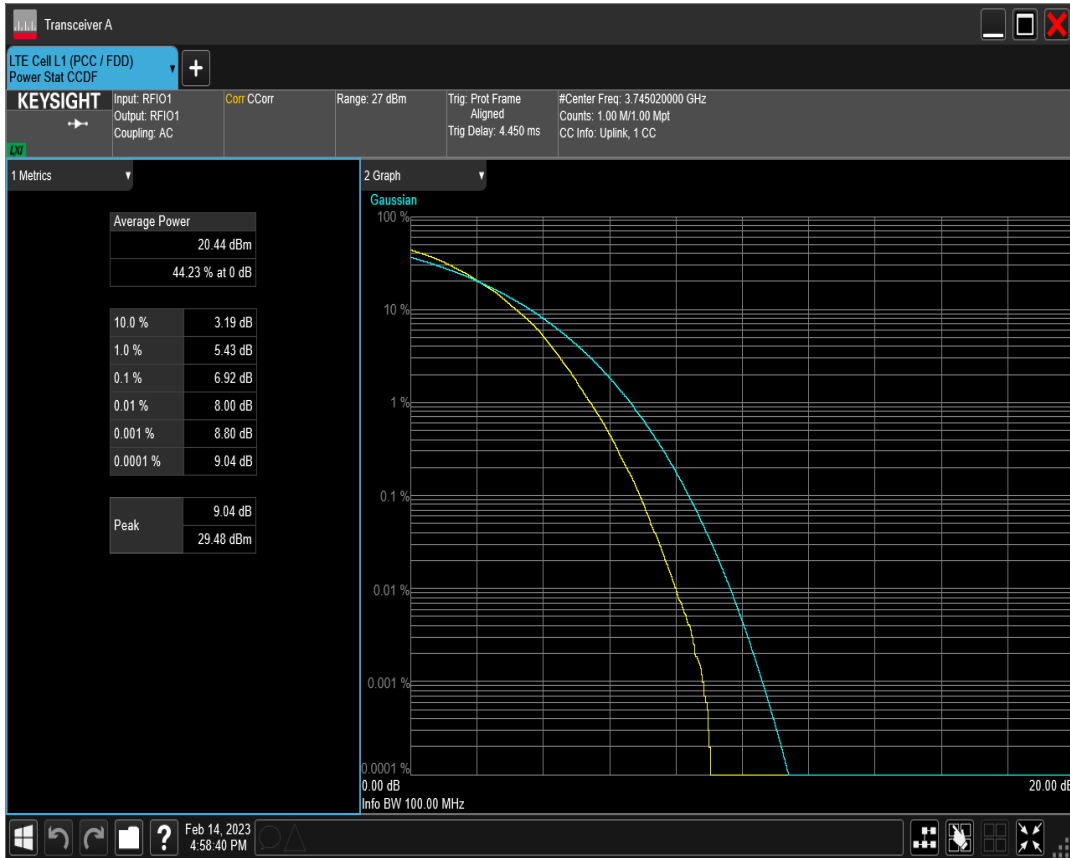 Transceiver A
LTE Cell L1 (PCC / FDD)
Power Stat CCDF
+
KEYSIGHT
LXI
Input: RFIO1
Output: RFIO1
Coupling: AC
Corr CCorr
Range: 27 dBm
Trig: Prot Frame
Aligned
Trig Delay: 4.450 ms
#Center Freq: 3.745020000 GHz
Counts: 1.00 M/1.00 Mpt
CC Info: Uplink, 1 CC
1 Metrics
Average Power
20.44 dBm
44.23 % at 0 dB
10.0 % 3.19 dB
1.0 % 5.43 dB
0.1 % 6.92 dB
0.01 % 8.00 dB
0.001 % 8.80 dB
0.0001 % 9.04 dB
Peak
9.04 dB
29.48 dBm
2 Graph
Gaussian
100 %
10 %
1 %
0.1 %
0.01 %
0.001 %
0.0001 %
0.00 dB 20.00 dB
Info BW 100.00 MHz
?
Feb 14, 2023
4:58:40 PM